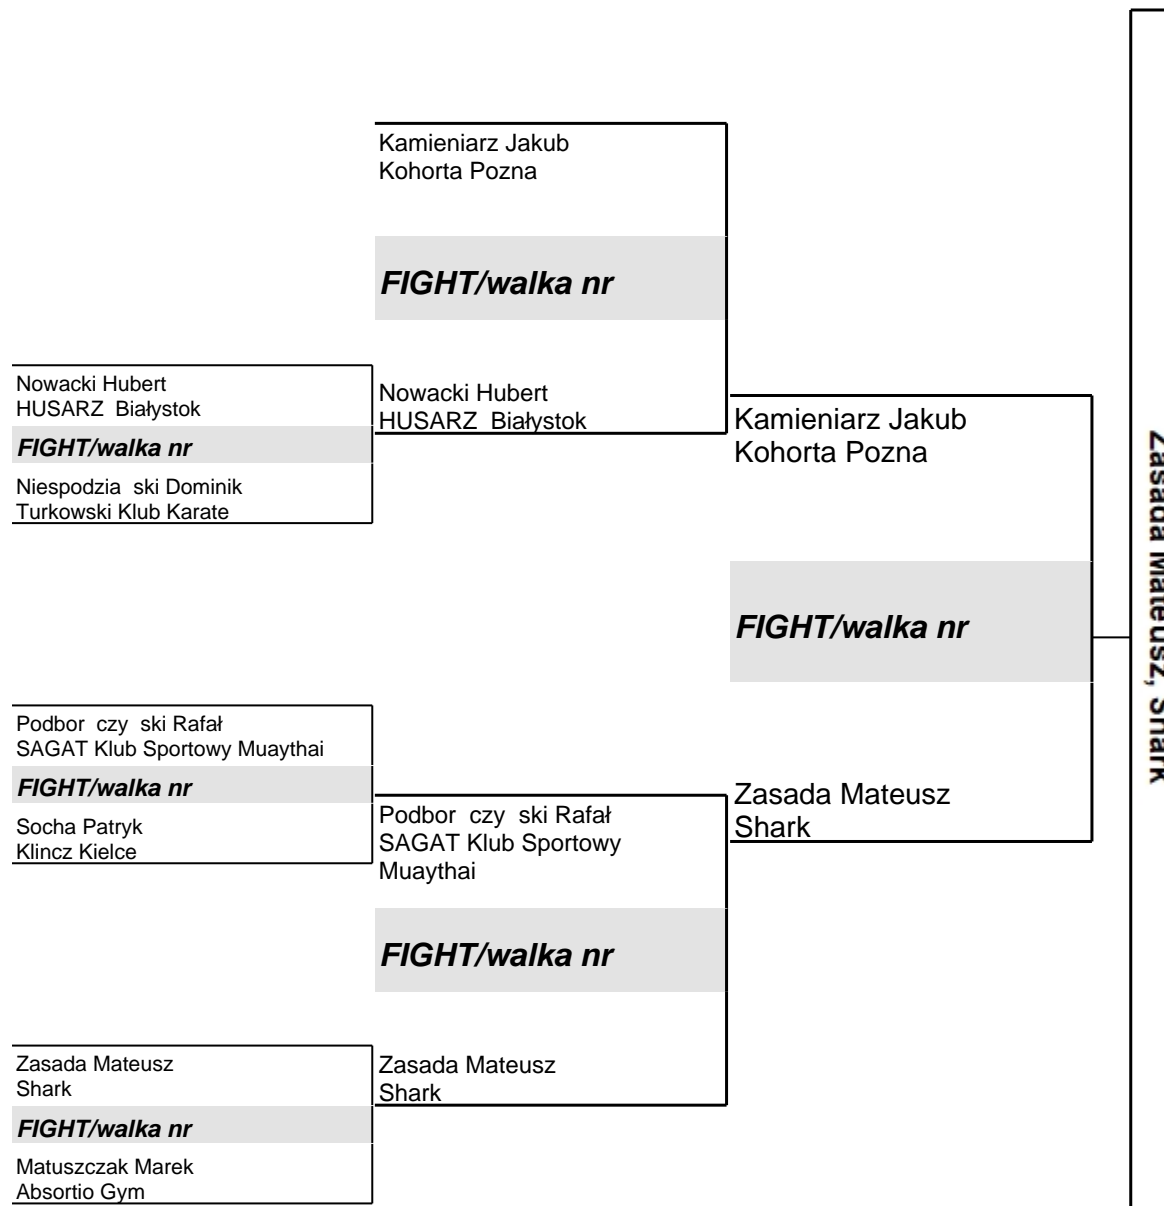 Kamieniarz Jakub
Kohorta Pozna
FIGHT/walka nr
Nowacki Hubert
HUSARZ Białystok
Nowacki Hubert
HUSARZ Białystok
FIGHT/walka nr
Niespodzia ski Dominik
Turkowski Klub Karate
Kamieniarz Jakub
Kohorta Pozna
FIGHT/walka nr
Zasada Mateusz
Shark
Zasada Mateusz, Shark
Podbor czy ski Rafał
SAGAT Klub Sportowy Muaythai
FIGHT/walka nr
Socha Patryk
Klincz Kielce
Podbor czy ski Rafał
SAGAT Klub Sportowy
Muaythai
FIGHT/walka nr
Zasada Mateusz
Shark
Zasada Mateusz
Shark
FIGHT/walka nr
Matuszczak Marek
Absortio Gym